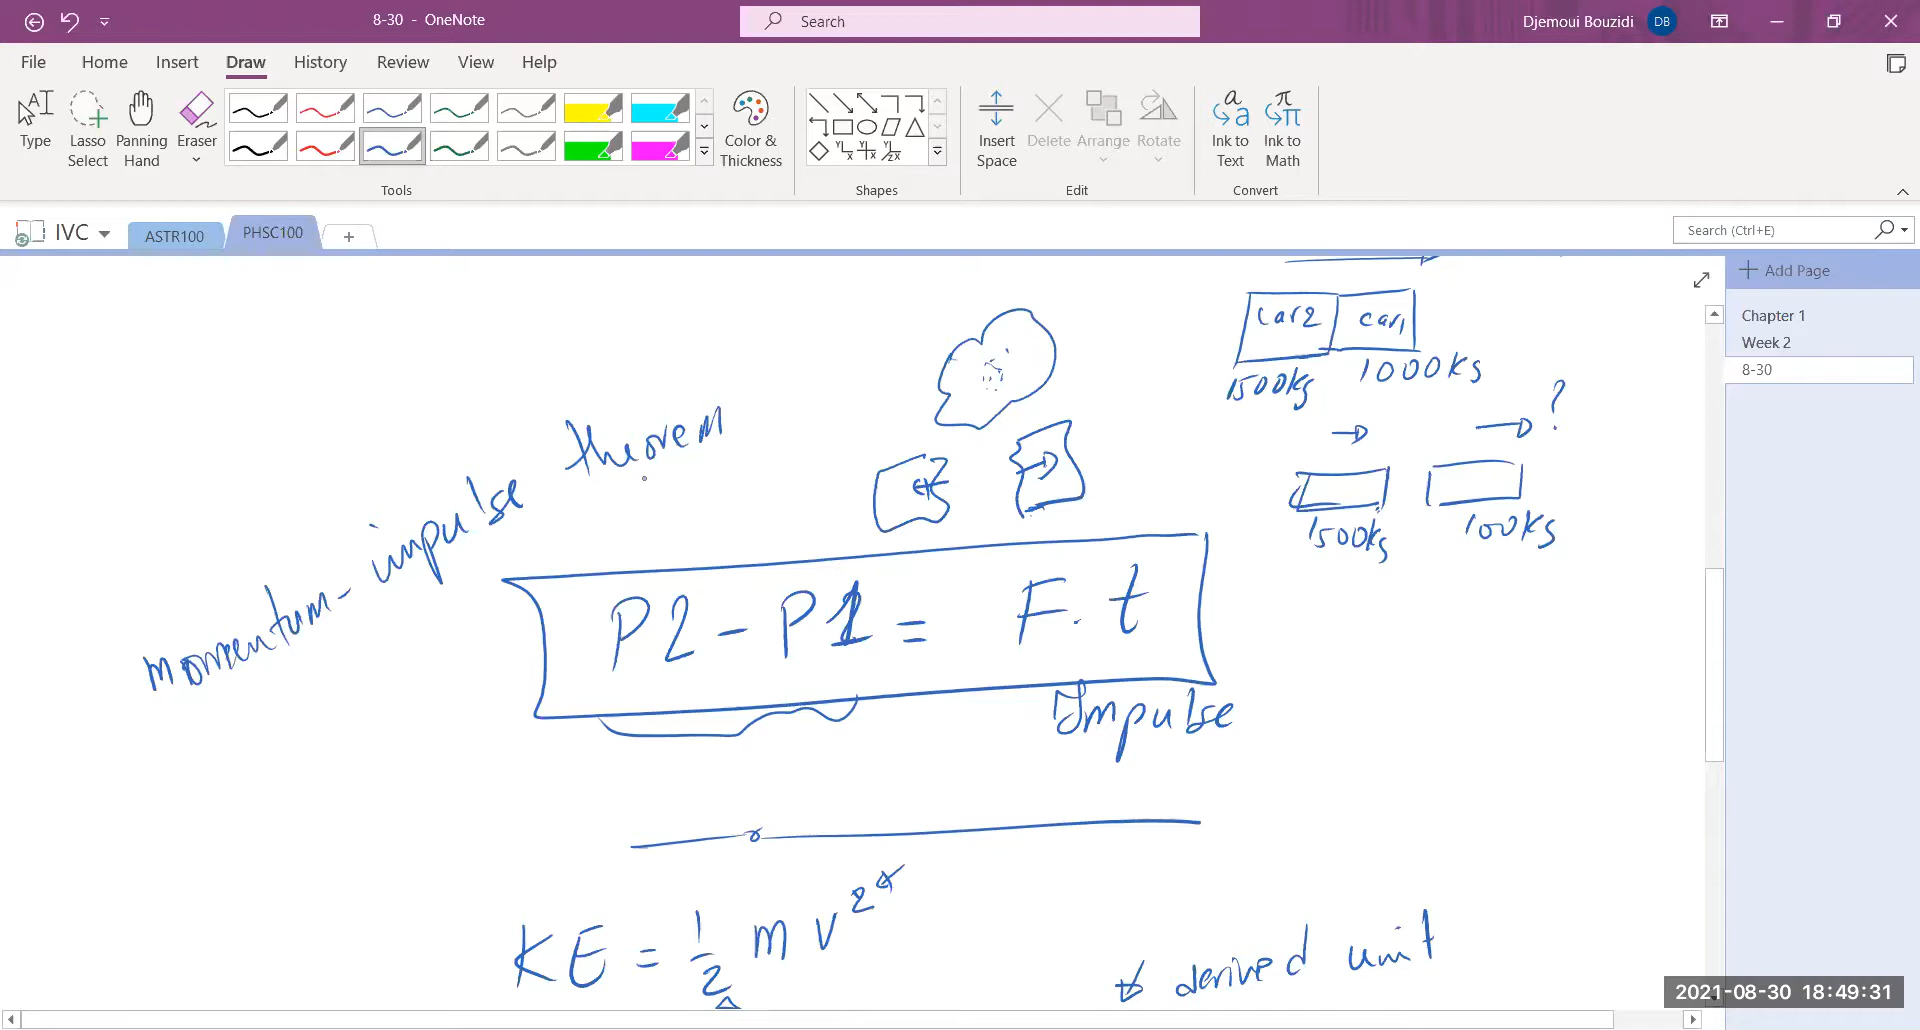 8-30 - OneNote
Search
Djemoui Bouzidi
DB
File
Home
Insert
Draw
History
Review
View
Help
Type
Lasso Select
Panning Hand
Eraser
Color & Thickness
Insert Space
Delete
Arrange
Rotate
Ink to Text
Ink to Math
Tools
Shapes
Edit
Convert
IVC
ASTR100
PHSC100
+
Search (Ctrl+E)
Add Page
Chapter 1
Week 2
8-30
car2 car1
1500kg 1000kg
?
1500kg 100kg
momentum-impulse theorem
P2 - P1 = F. t
Impulse
KE = 1/2 m v2
derived unit
2021-08-30 18:49:31